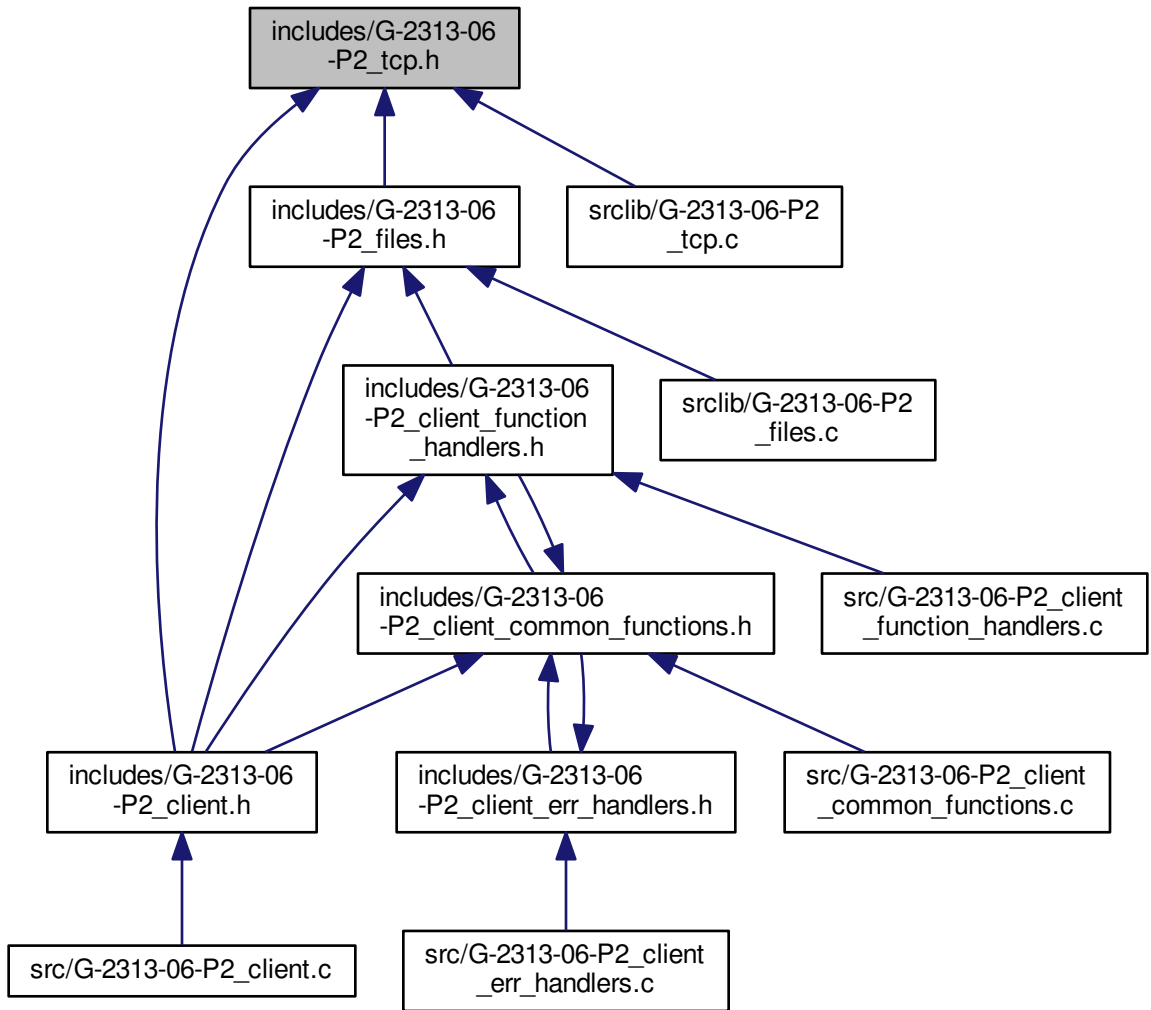 includes/G-2313-06
-P2_tcp.h
includes/G-2313-06
-P2_files.h
srclib/G-2313-06-P2
_tcp.c
includes/G-2313-06
-P2_client_function
_handlers.h
srclib/G-2313-06-P2
_files.c
includes/G-2313-06
-P2_client_common_functions.h
src/G-2313-06-P2_client
_function_handlers.c
includes/G-2313-06
-P2_client.h
includes/G-2313-06
-P2_client_err_handlers.h
src/G-2313-06-P2_client
_common_functions.c
src/G-2313-06-P2_client.c
src/G-2313-06-P2_client
_err_handlers.c